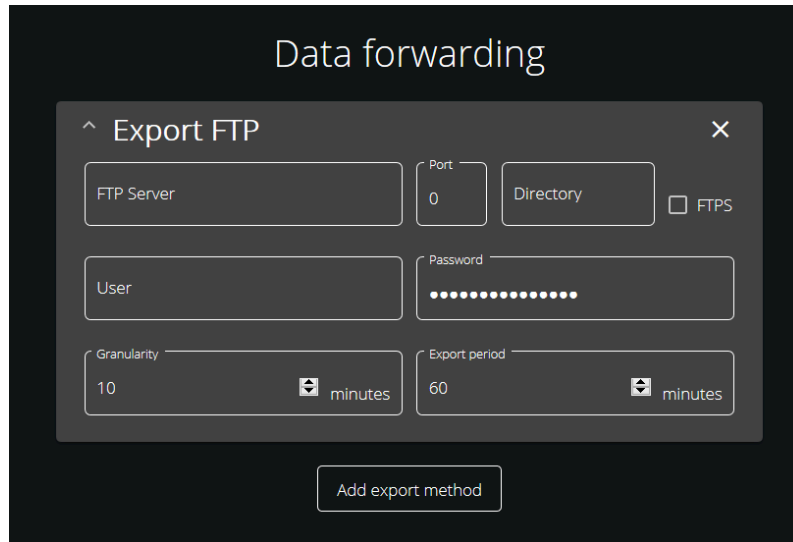 Data forwarding
Export FTP
FTP Server
Port
0
Directory
FTPS
User
Password
•••••••••••••••
Granularity
10
minutes
Export period
60
minutes
Add export method